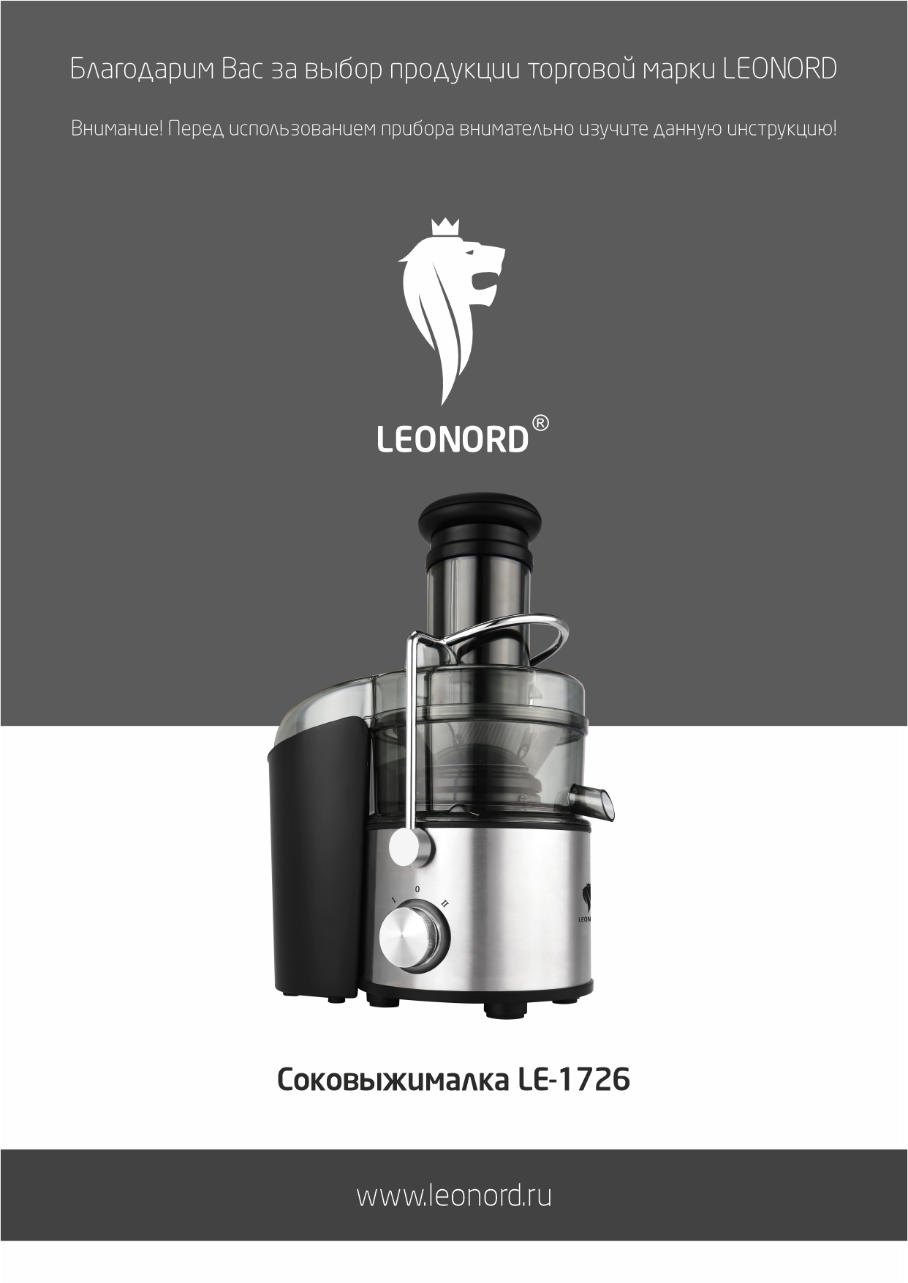 Благодарим Вас за выбор продукции торговой марки LEONORD
Внимание! Перед использованием прибора внимательно изучите данную инструкцию!
LEONORD®
I O II
Соковыжималка LE-1726
www.leonord.ru